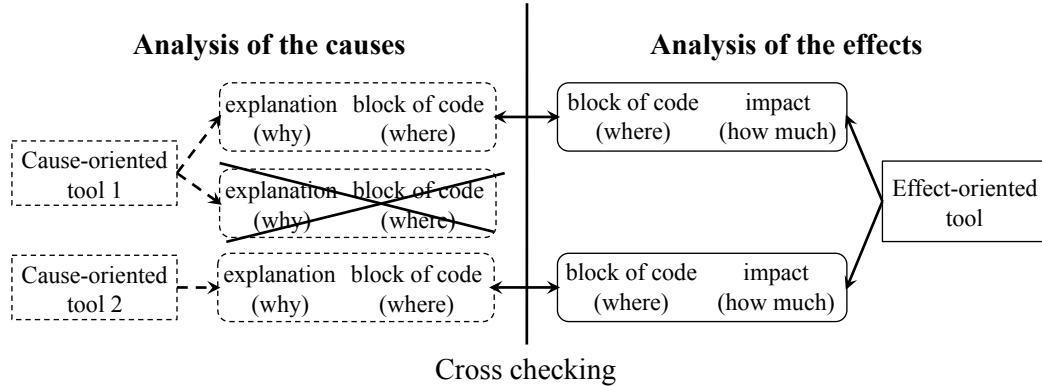 Analysis of the causes
Analysis of the effects
explanation block of code
(why) (where)
block of code impact
(where) (how much)
Cause-oriented
tool 1
explanation block of code
(why) (where)
Effect-oriented
tool
Cause-oriented
tool 2
explanation block of code
(why) (where)
block of code impact
(where) (how much)
Cross checking